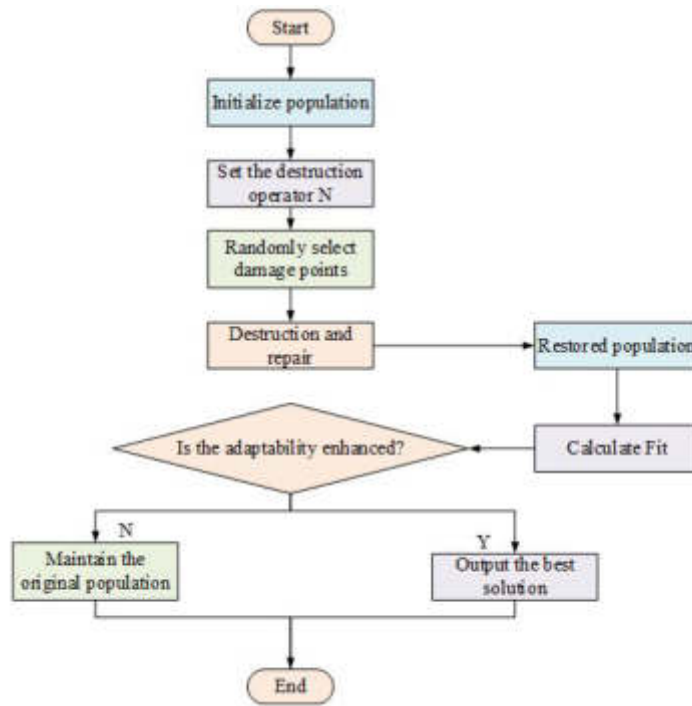 Start
Initialize population
Set the destruction
operator N
Randomly select
damage points
Destruction and
repair
Restored population
Calculate Fit
Is the adaptability enhanced?
N
Y
Maintain the
original population
Output the best
solution
End